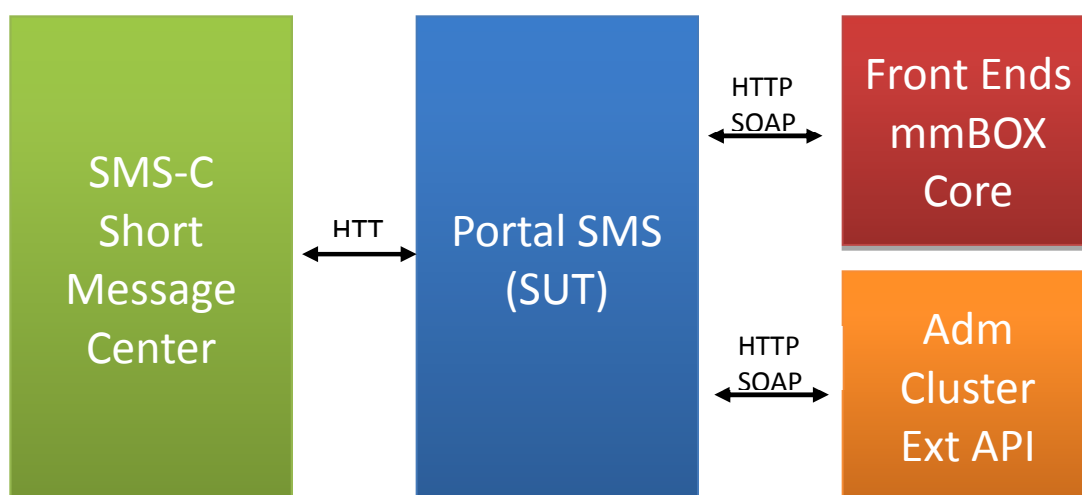 SMS-C
Short
Message
Center
HTT
Portal SMS
(SUT)
HTTP
SOAP
Front Ends
mmBOX
Core
HTTP
SOAP
Adm
Cluster
Ext API